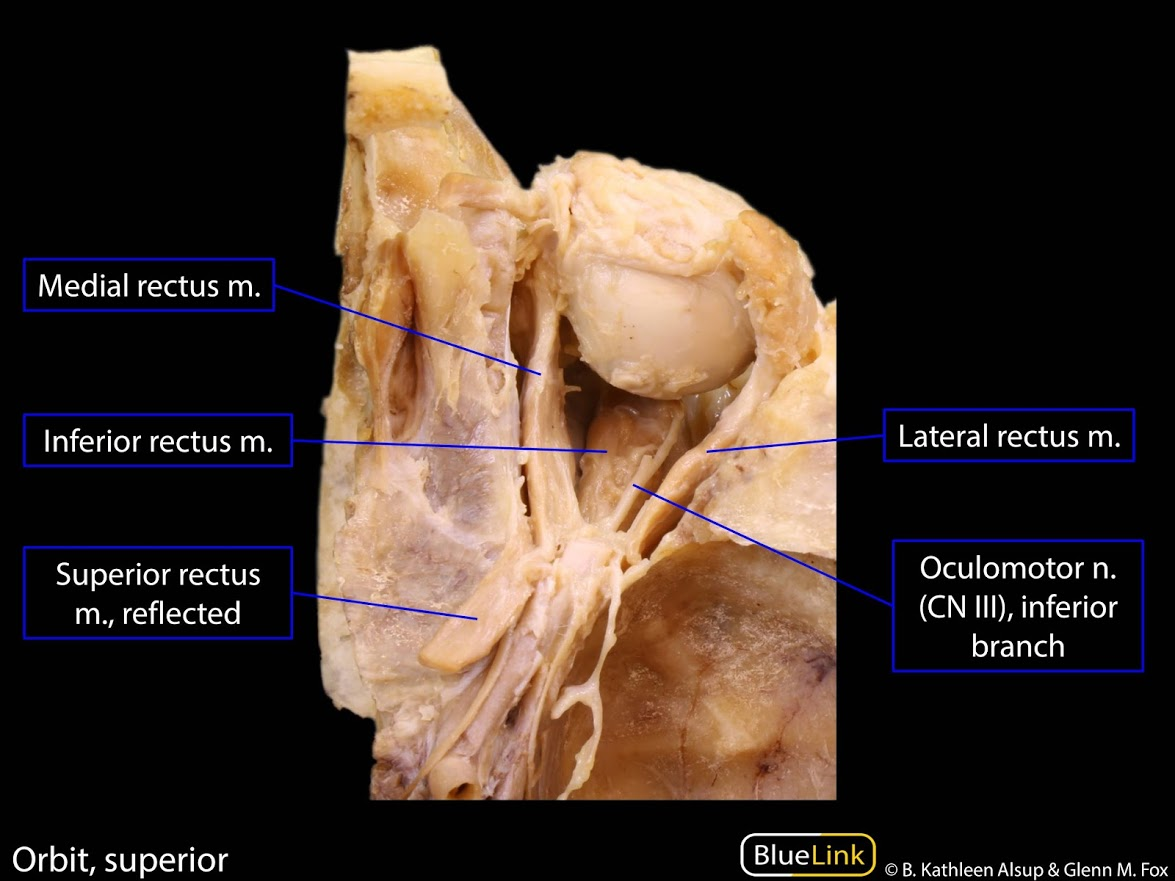 Medial rectus m.
Inferior rectus m.
Superior rectus
m., reflected
Lateral rectus m.
Oculomotor n.
(CN III), inferior
branch
Orbit, superior
BlueLink
© B. Kathleen Alsup & Glenn M. Fox